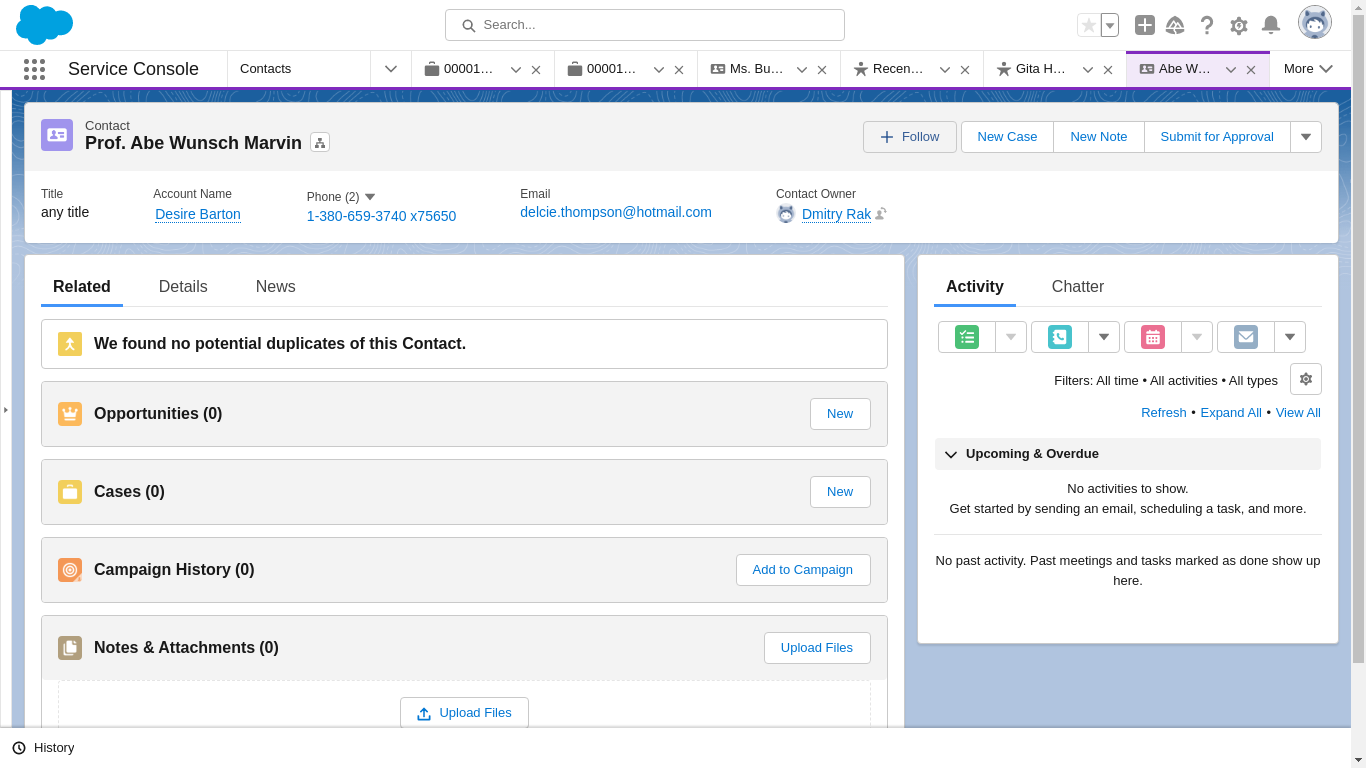 Search...
Service Console
Contacts
00001...
00001...
Ms. Bu...
Recen...
Gita H...
Abe W...
More
Contact
Prof. Abe Wunsch Marvin
Follow
New Case
New Note
Submit for Approval
Title
any title
Account Name
Desire Barton
Phone (2)
1-380-659-3740 x75650
Email
delcie.thompson@hotmail.com
Contact Owner
Dmitry Rak
Related
Details
News
We found no potential duplicates of this Contact.
Opportunities (0)
New
Cases (0)
New
Campaign History (0)
Add to Campaign
Notes & Attachments (0)
Upload Files
Upload Files
Activity
Chatter
Filters: All time • All activities • All types
Refresh • Expand All • View All
Upcoming & Overdue
No activities to show.
Get started by sending an email, scheduling a task, and more.
No past activity. Past meetings and tasks marked as done show up
here.
History